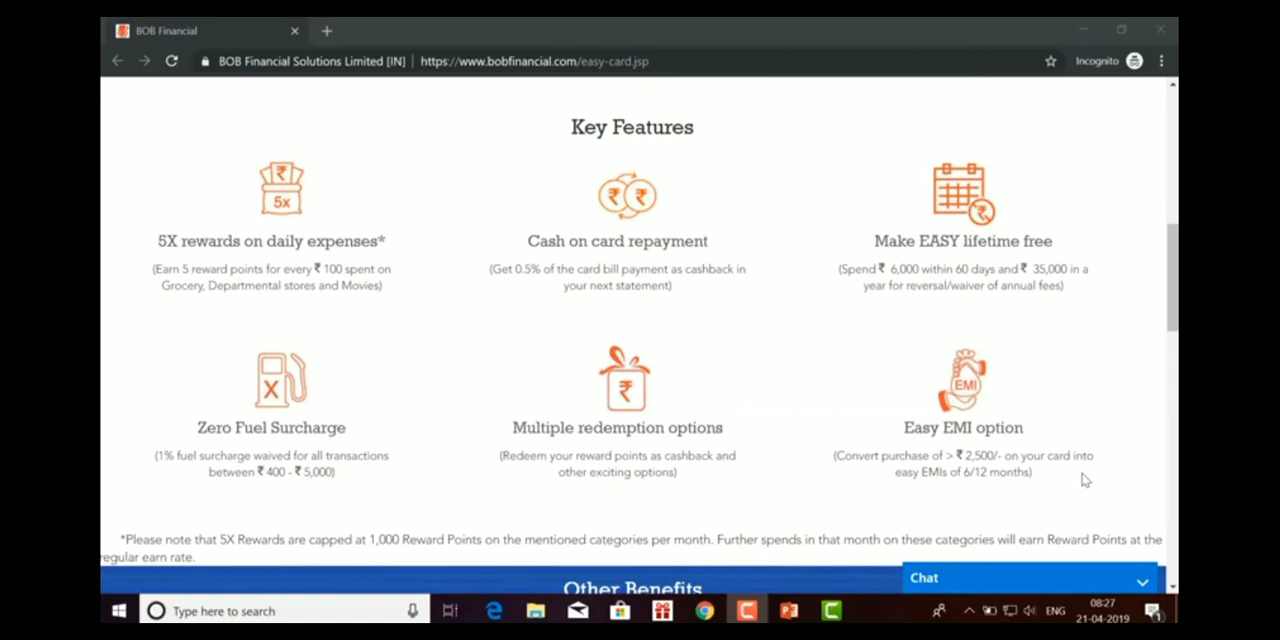 BOB Financial
BOB Financial Solutions Limited [IN] | https://www.bobfinancial.com/easy-card.jsp
Incognito
Key Features
₹
5x
₹ ₹
₹
5X rewards on daily expenses*
Cash on card repayment
Make EASY lifetime free
(Earn 5 reward points for every ₹ 100 spent on
Grocery, Departmental stores and Movies)
(Get 0.5% of the card bill payment as cashback in
your next statement)
(Spend ₹ 6,000 within 60 days and ₹ 35,000 in a
year for reversal/waiver of annual fees)
X
₹
EMI
Zero Fuel Surcharge
Multiple redemption options
Easy EMI option
(1% fuel surcharge waived for all transactions
between ₹ 400 - ₹ 5,000)
(Redeem your reward points as cashback and
other exciting options)
(Convert purchase of > ₹ 2,500/- on your card into
easy EMIs of 6/12 months)
*Please note that 5X Rewards are capped at 1,000 Reward Points on the mentioned categories per month. Further spends in that month on these categories will earn Reward Points at the
regular earn rate.
Other Benefits
Chat
Type here to search
ENG
08:27
21-04-2019